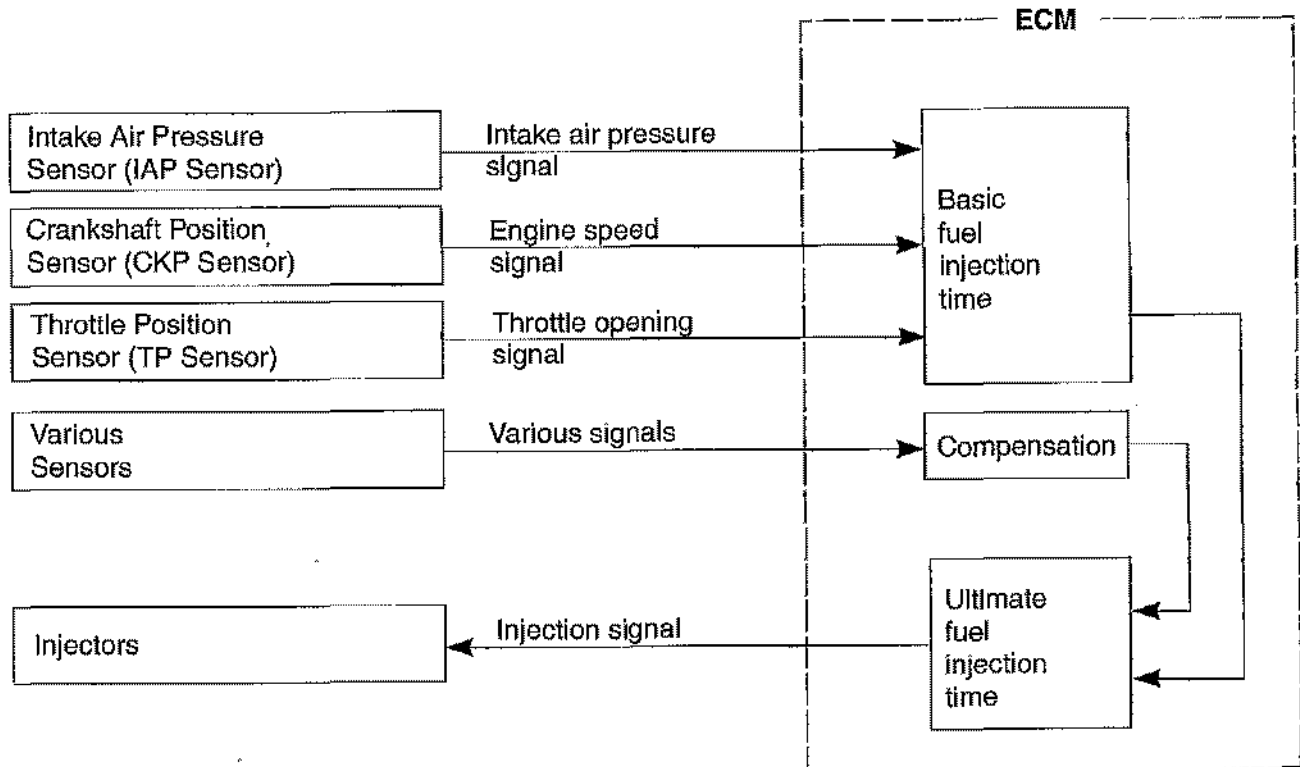 ECM
Intake Air Pressure
Sensor (IAP Sensor)
Intake air pressure
signal
Crankshaft Position
Sensor (CKP Sensor)
Engine speed
signal
Throttle Position
Sensor (TP Sensor)
Throttle opening
signal
Basic
fuel
injection
time
Various
Sensors
Various signals
Compensation
Injectors
Injection signal
Ultimate
fuel
injection
time